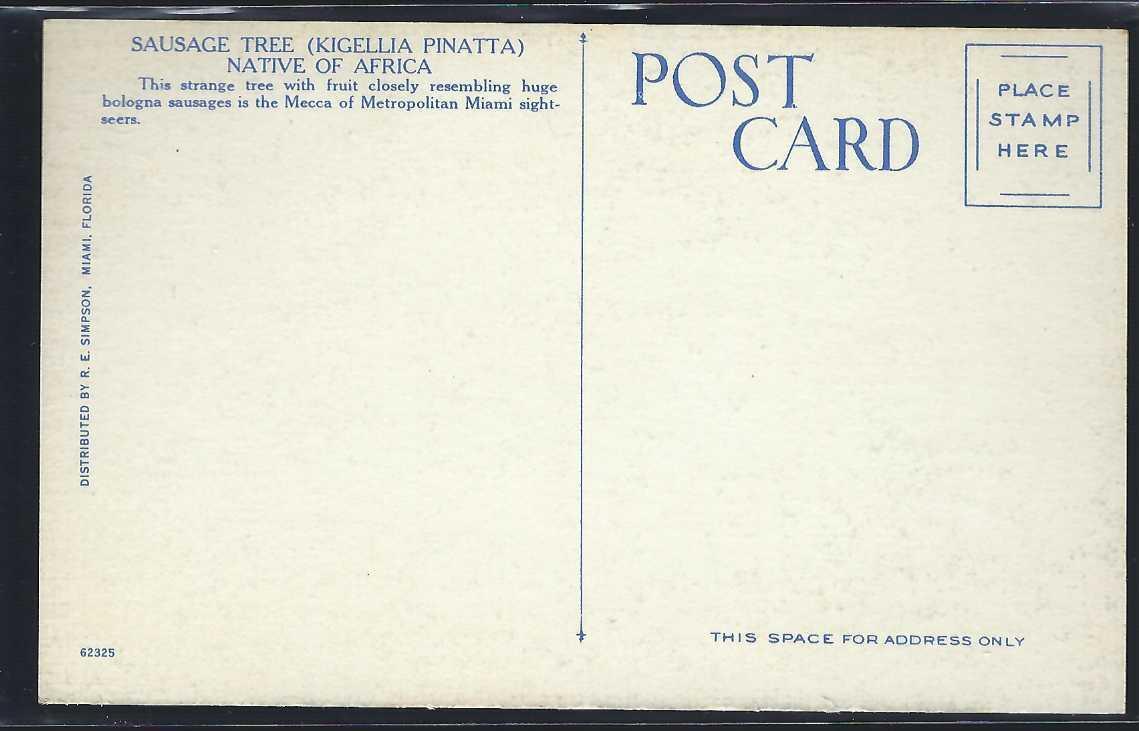 SAUSAGE TREE (KIGELLIA PINATTA)
NATIVE OF AFRICA
This strange tree with fruit closely resembling huge
bologna sausages is the Mecca of Metropolitan Miami sight-
seers.
DISTRIBUTED BY R. E. SIMPSON, MIAMI, FLORIDA
62325
POST
CARD
PLACE
STAMP
HERE
THIS SPACE FOR ADDRESS ONLY